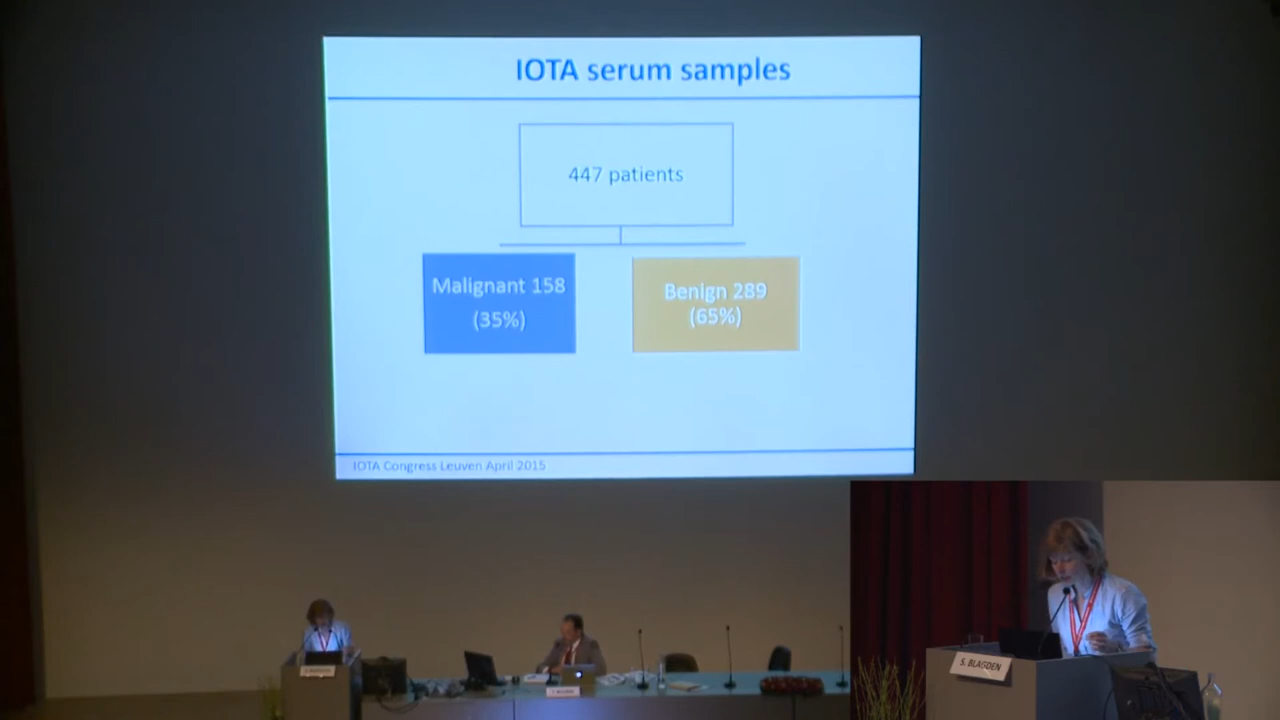 IOTA serum samples
447 patients
Malignant 158
(35%)
Benign 289
(65%)
IOTA Congress Leuven April 2015
S. BLAGDEN